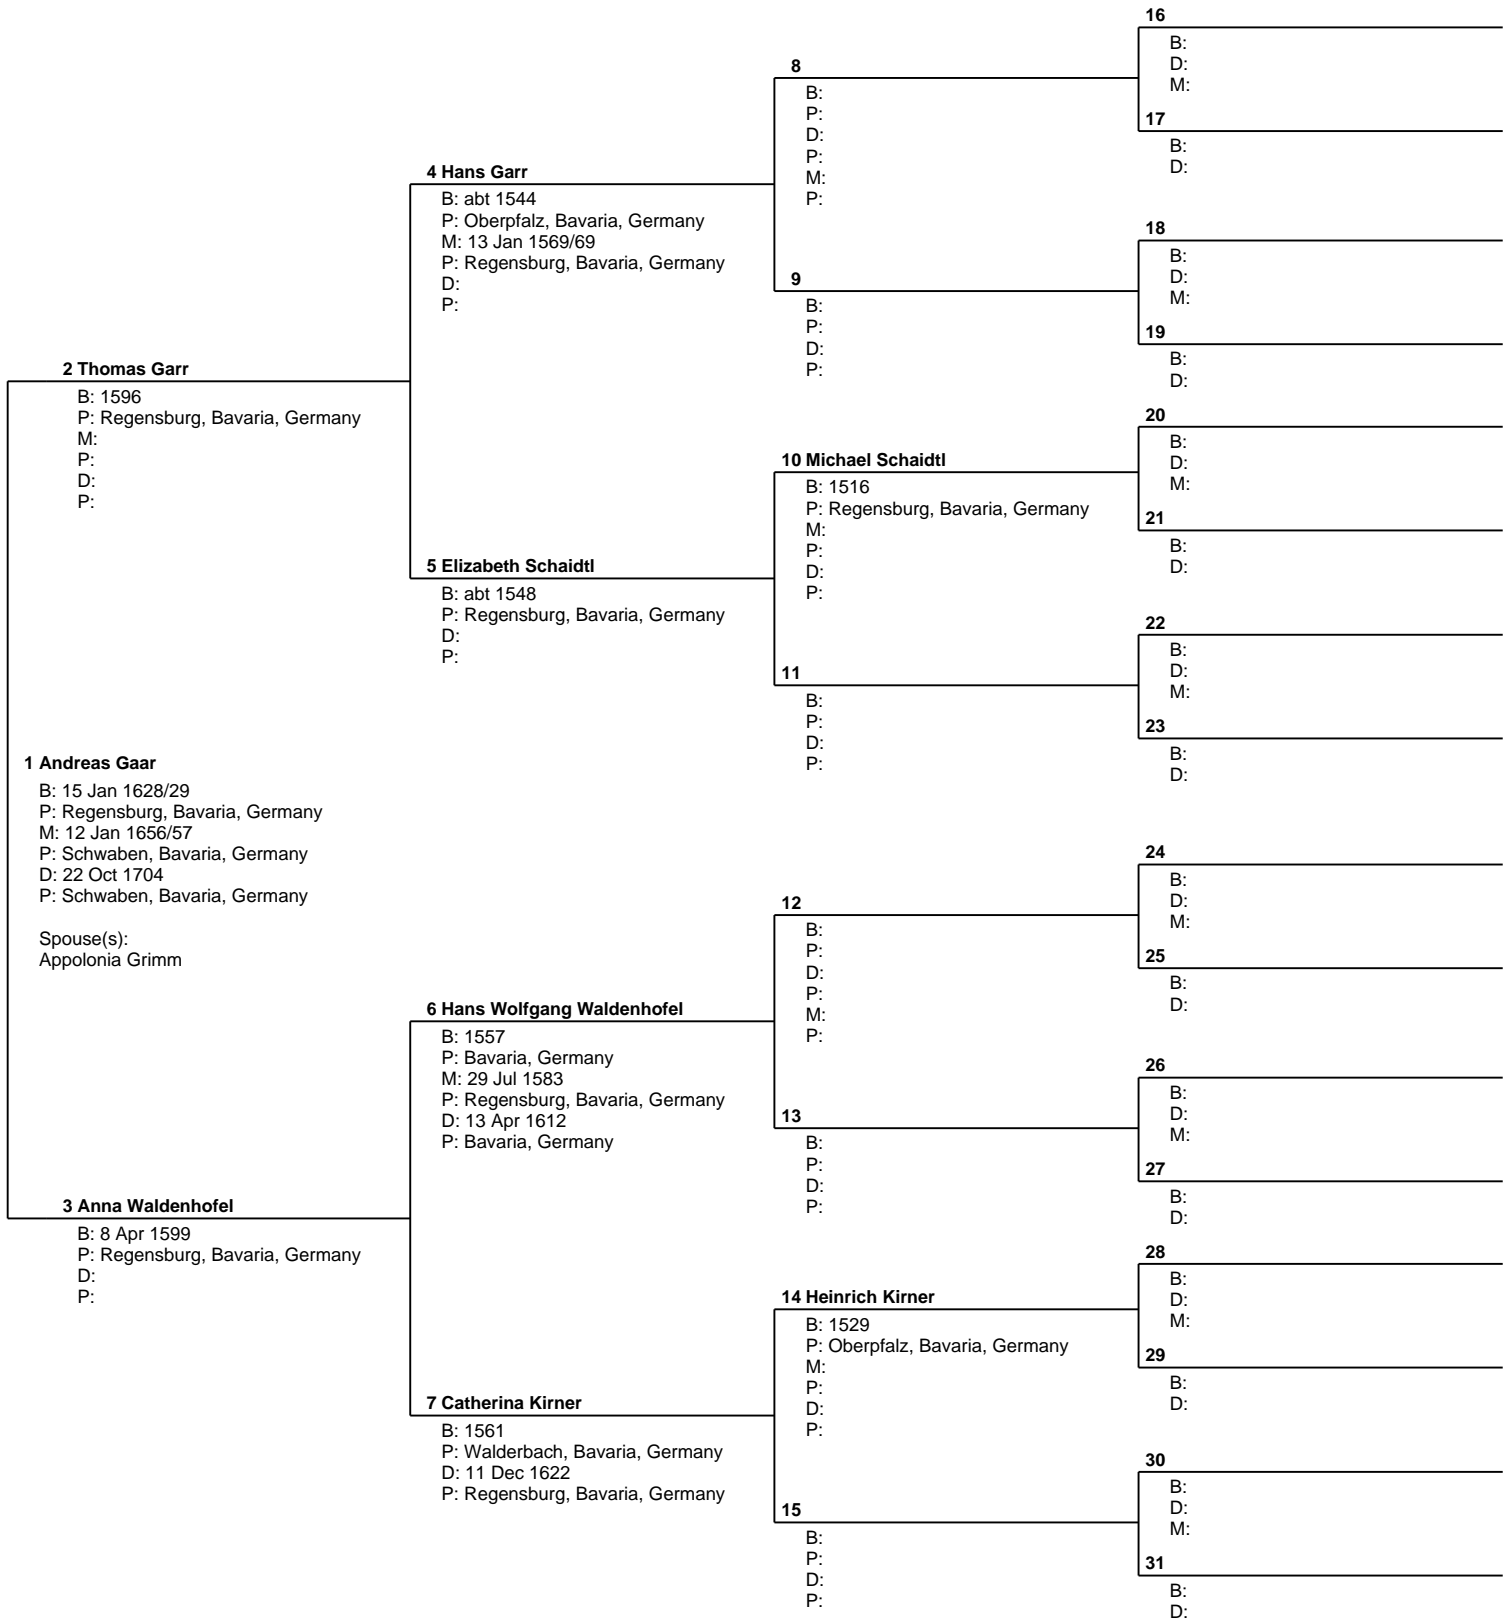 1 Andreas Gaar
B: 15 Jan 1628/29
P: Regensburg, Bavaria, Germany
M: 12 Jan 1656/57
P: Schwaben, Bavaria, Germany
D: 22 Oct 1704
P: Schwaben, Bavaria, Germany
Spouse(s):
Appolonia Grimm
2 Thomas Garr
B: 1596
P: Regensburg, Bavaria, Germany
M:
P:
D:
P:
3 Anna Waldenhofel
B: 8 Apr 1599
P: Regensburg, Bavaria, Germany
D:
P:
4 Hans Garr
B: abt 1544
P: Oberpfalz, Bavaria, Germany
M: 13 Jan 1569/69
P: Regensburg, Bavaria, Germany
D:
P:
5 Elizabeth Schaidtl
B: abt 1548
P: Regensburg, Bavaria, Germany
D:
P:
6 Hans Wolfgang Waldenhofel
B: 1557
P: Bavaria, Germany
M: 29 Jul 1583
P: Regensburg, Bavaria, Germany
D: 13 Apr 1612
P: Bavaria, Germany
7 Catherina Kirner
B: 1561
P: Walderbach, Bavaria, Germany
D: 11 Dec 1622
P: Regensburg, Bavaria, Germany
8
B:
P:
D:
P:
M:
P:
9
B:
P:
D:
P:
10 Michael Schaidtl
B: 1516
P: Regensburg, Bavaria, Germany
M:
P:
D:
P:
11
B:
P:
D:
P:
12
B:
P:
D:
P:
M:
P:
13
B:
P:
D:
P:
14 Heinrich Kirner
B: 1529
P: Oberpfalz, Bavaria, Germany
M:
P:
D:
P:
15
B:
P:
D:
P:
16
B:
D:
M:
17
B:
D:
18
B:
D:
M:
19
B:
D:
20
B:
D:
M:
21
B:
D:
22
B:
D:
M:
23
B:
D:
24
B:
D:
M:
25
B:
D:
26
B:
D:
M:
27
B:
D:
28
B:
D:
M:
29
B:
D:
30
B:
D:
M:
31
B:
D: